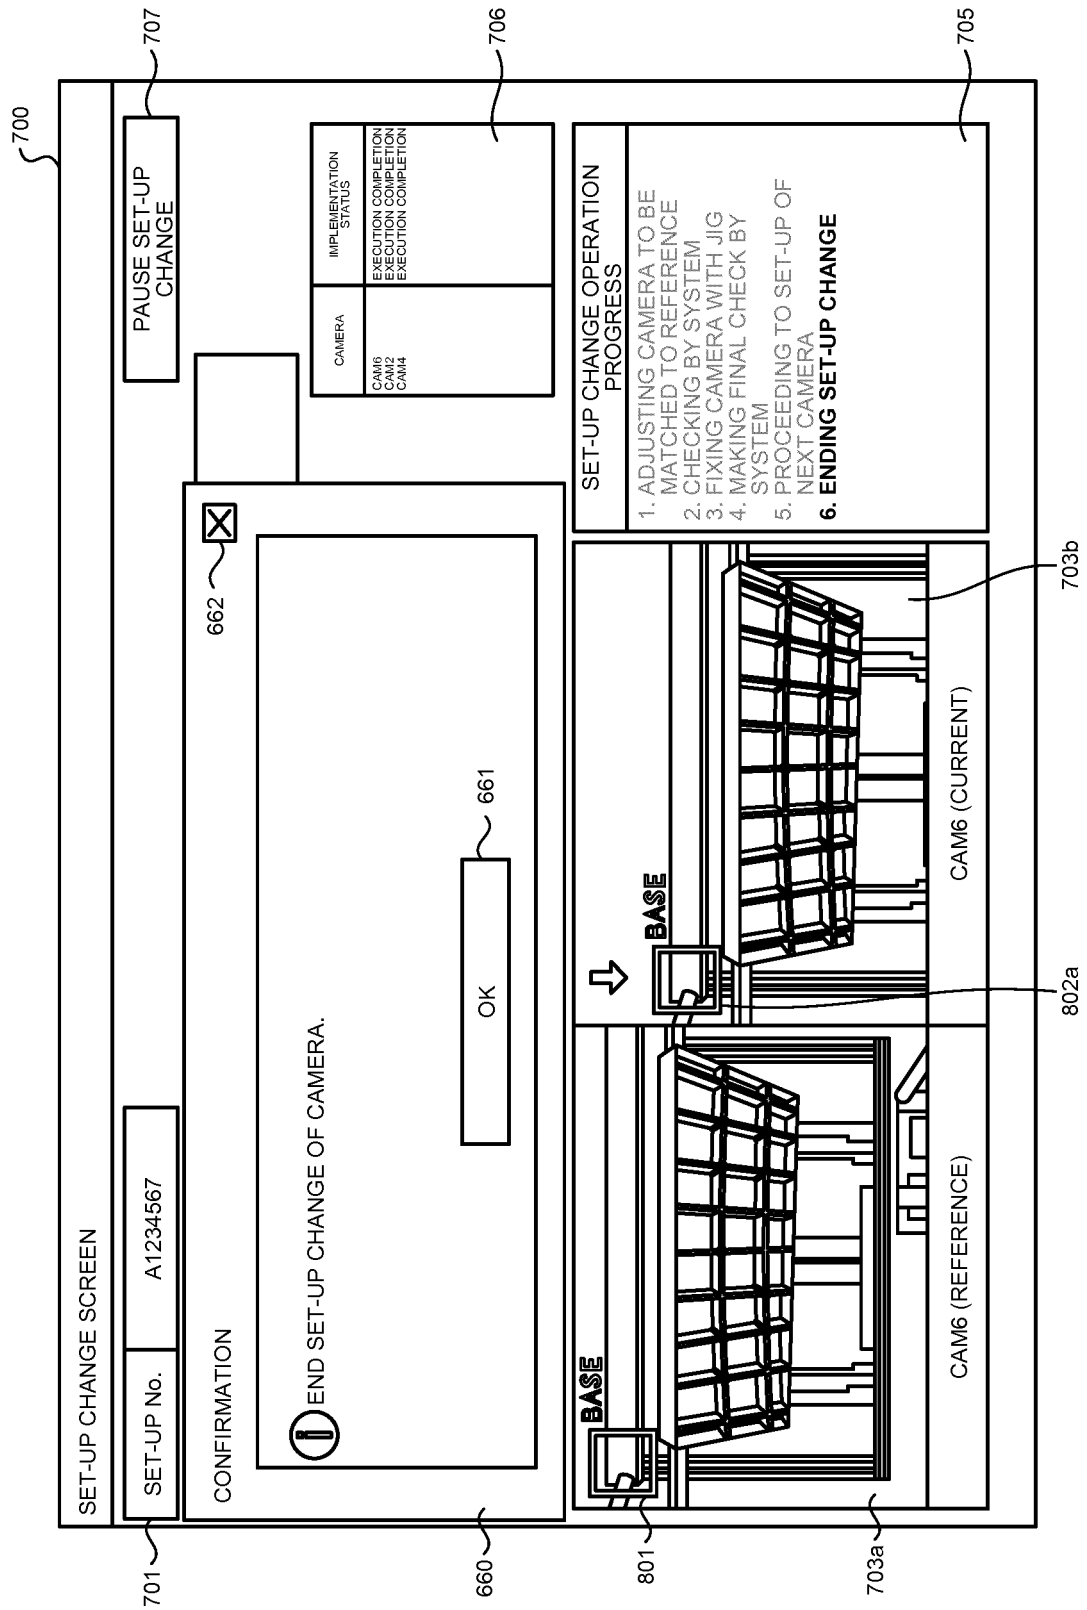 700
SET-UP CHANGE SCREEN
701
SET-UP No.
A1234567
PAUSE SET-UP
CHANGE
707
CONFIRMATION
662
END SET-UP CHANGE OF CAMERA.
OK
661
660
CAMERA
IMPLEMENTATION
STATUS
CAM6
EXECUTION COMPLETION
CAM2
EXECUTION COMPLETION
CAM4
EXECUTION COMPLETION
706
801
BASE
CAM6 (REFERENCE)
703a
BASE
802a
CAM6 (CURRENT)
703b
SET-UP CHANGE OPERATION
PROGRESS
1. ADJUSTING CAMERA TO BE
MATCHED TO REFERENCE
2. CHECKING BY SYSTEM
3. FIXING CAMERA WITH JIG
4. MAKING FINAL CHECK BY
SYSTEM
5. PROCEEDING TO SET-UP OF
NEXT CAMERA
6. ENDING SET-UP CHANGE
705